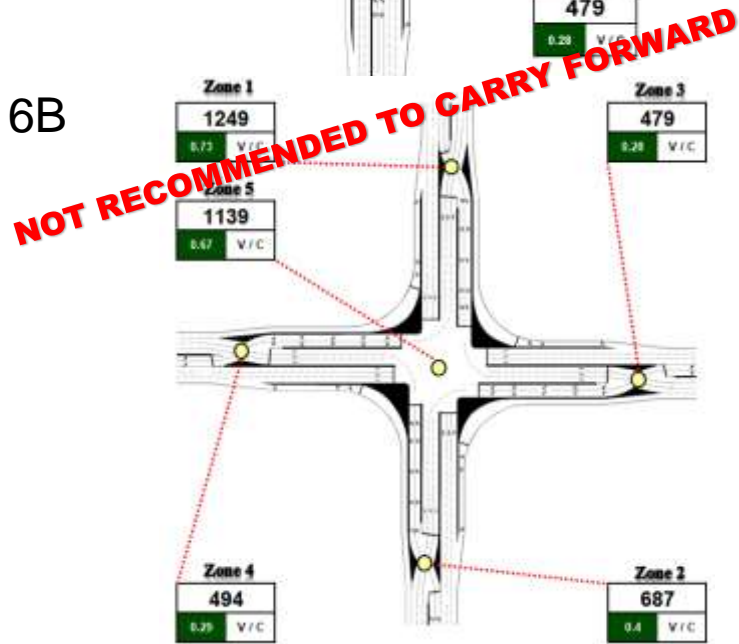 479
0.28 V / C
6B
NOT RECOMMENDED TO CARRY FORWARD
Zone 1
1249
0.73 V / C
Zone 3
479
0.28 V / C
Zone 5
1139
0.67 V / C
Zone 4
494
0.29 V / C
Zone 2
687
0.4 V / C